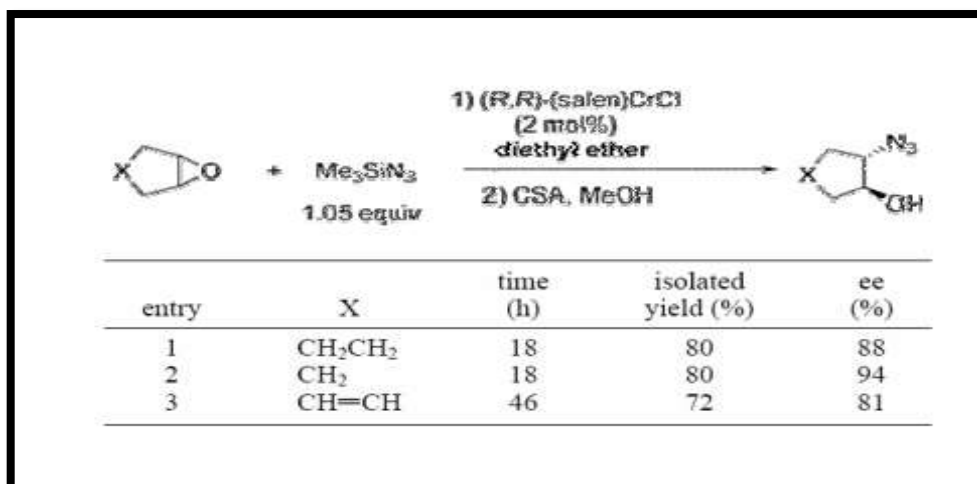 1) (R,R)-(salen)CrCl
(2 mol%)
diethyl ether
2) CSA, MeOH
X O + Me₃SiN₃
1.05 equiv
X N₃
OH
entry X time (h) isolated yield (%) ee (%)
1 CH₂CH₂ 18 80 88
2 CH₂ 18 80 94
3 CH=CH 46 72 81